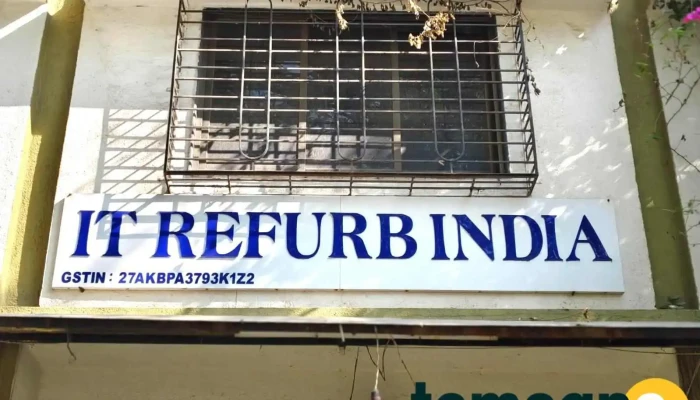 IT REFURB INDIA
GSTIN : 27AKBPA3793K1Z2